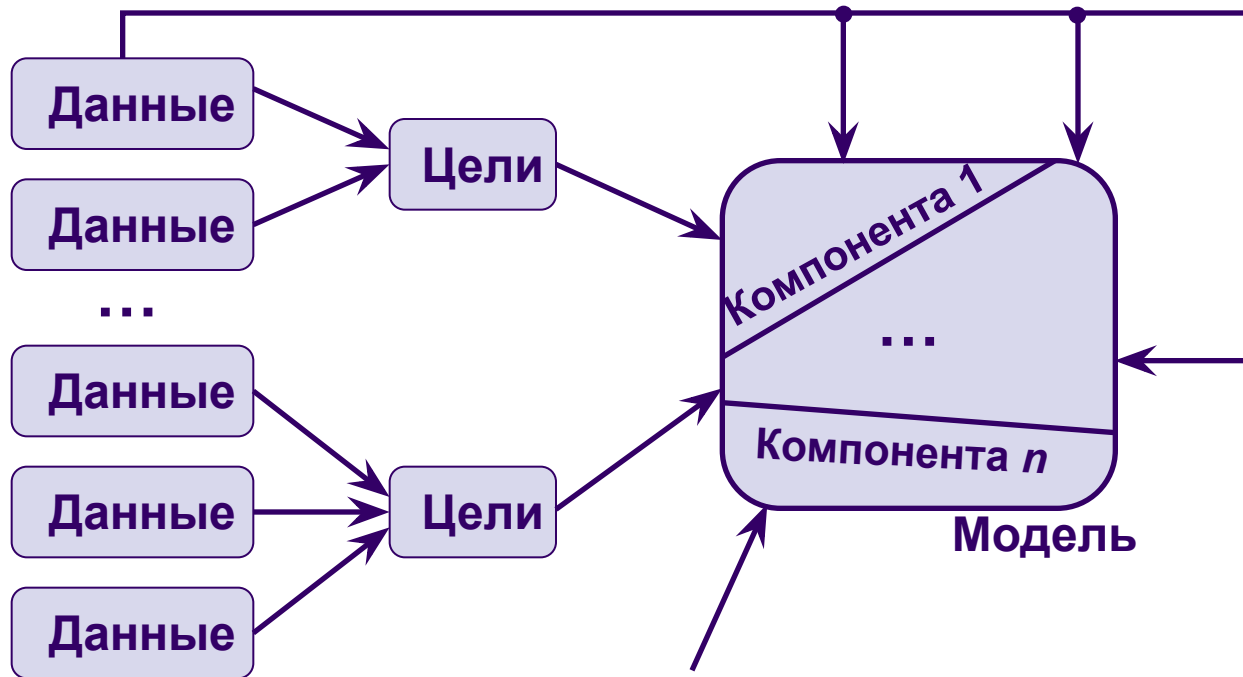 Данные
Данные
...
Данные
Данные
Данные
Цели
Цели
Компонента 1
...
Компонента n
Модель